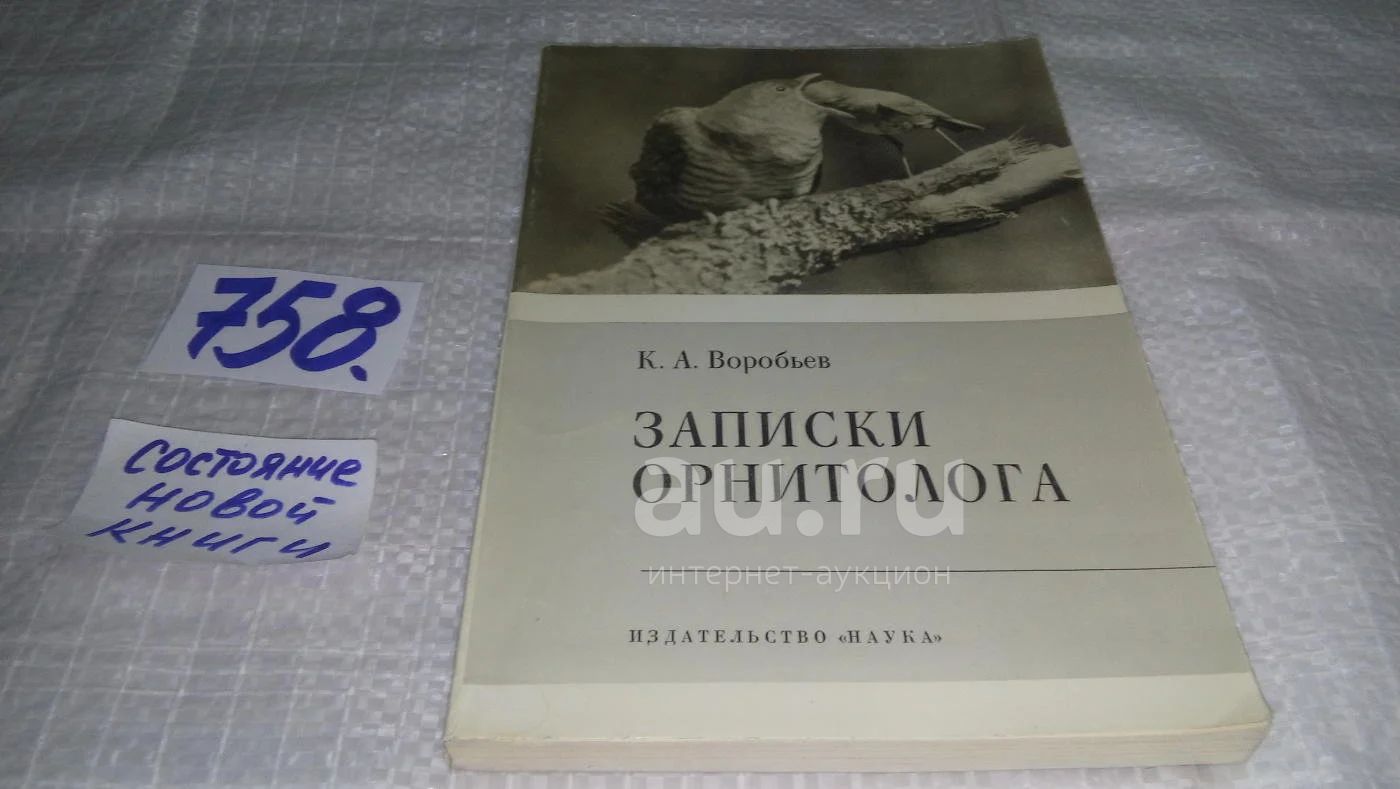 758.
Состояние
новой
книги
К. А. Воробьев
ЗАПИСКИ
ОРНИТОЛОГА
au.ru
интернет-аукцион
ИЗДАТЕЛЬСТВО «НАУКА»